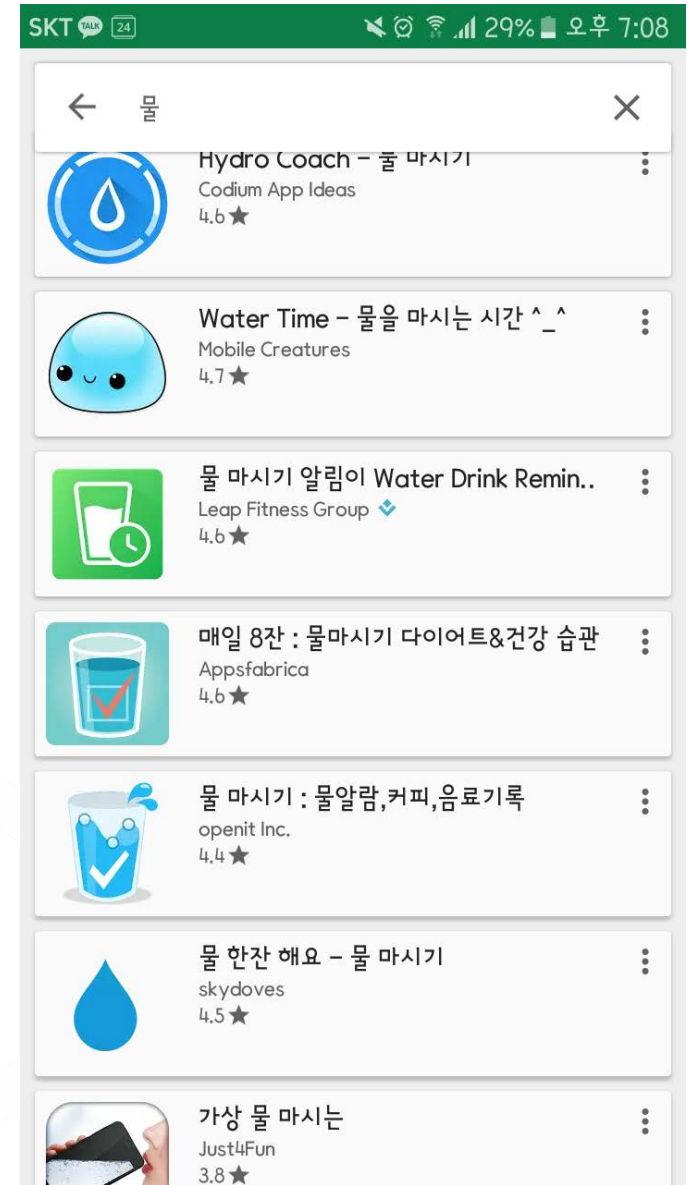 SKT TALK 24 29% 오후 7:08
물
Hydro Coach - 물 마시기
Codium App Ideas
4.6★
Water Time - 물을 마시는 시간 ^_^
Mobile Creatures
4.7★
물 마시기 알림이 Water Drink Remin..
Leap Fitness Group
4.6★
매일 8잔 : 물마시기 다이어트&건강 습관
Appsfabrica
4.6★
물 마시기 : 물알람,커피,음료기록
openit Inc.
4.4★
물 한잔 해요 - 물 마시기
skydoves
4.5★
가상 물 마시는
Just4Fun
3.8★